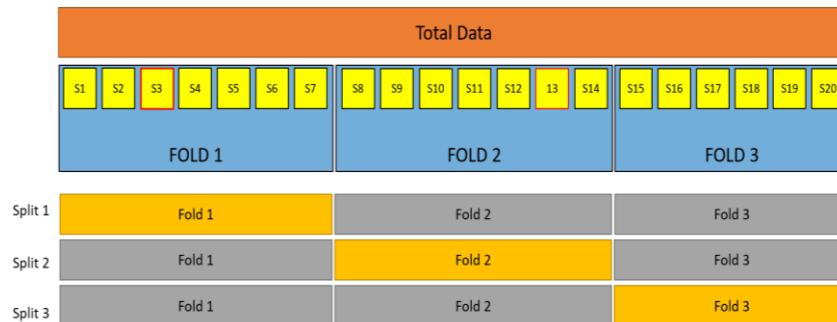 Total Data
S1 S2 S3 S4 S5 S6 S7 S8 S9 S10 S11 S12 13 S14 S15 S16 S17 S18 S19 S20
FOLD 1 FOLD 2 FOLD 3
Split 1 Fold 1 Fold 2 Fold 3
Split 2 Fold 1 Fold 2 Fold 3
Split 3 Fold 1 Fold 2 Fold 3